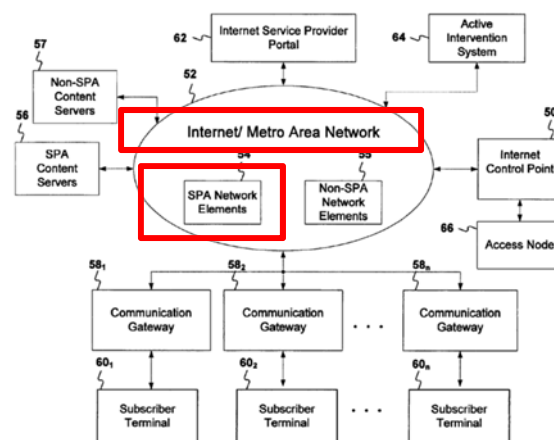 62
Internet Service Provider
Portal
64
Active
Intervention
System
57
Non-SPA
Content
Servers
52
Internet/ Metro Area Network
56
SPA
Content
Servers
54
SPA Network
Elements
55
Non-SPA
Network
Elements
50
Internet
Control Point
66
Access Node
58₁
Communication
Gateway
58₂
Communication
Gateway
. . .
58ₙ
Communication
Gateway
60₁
Subscriber
Terminal
60₂
Subscriber
Terminal
. . .
60ₙ
Subscriber
Terminal